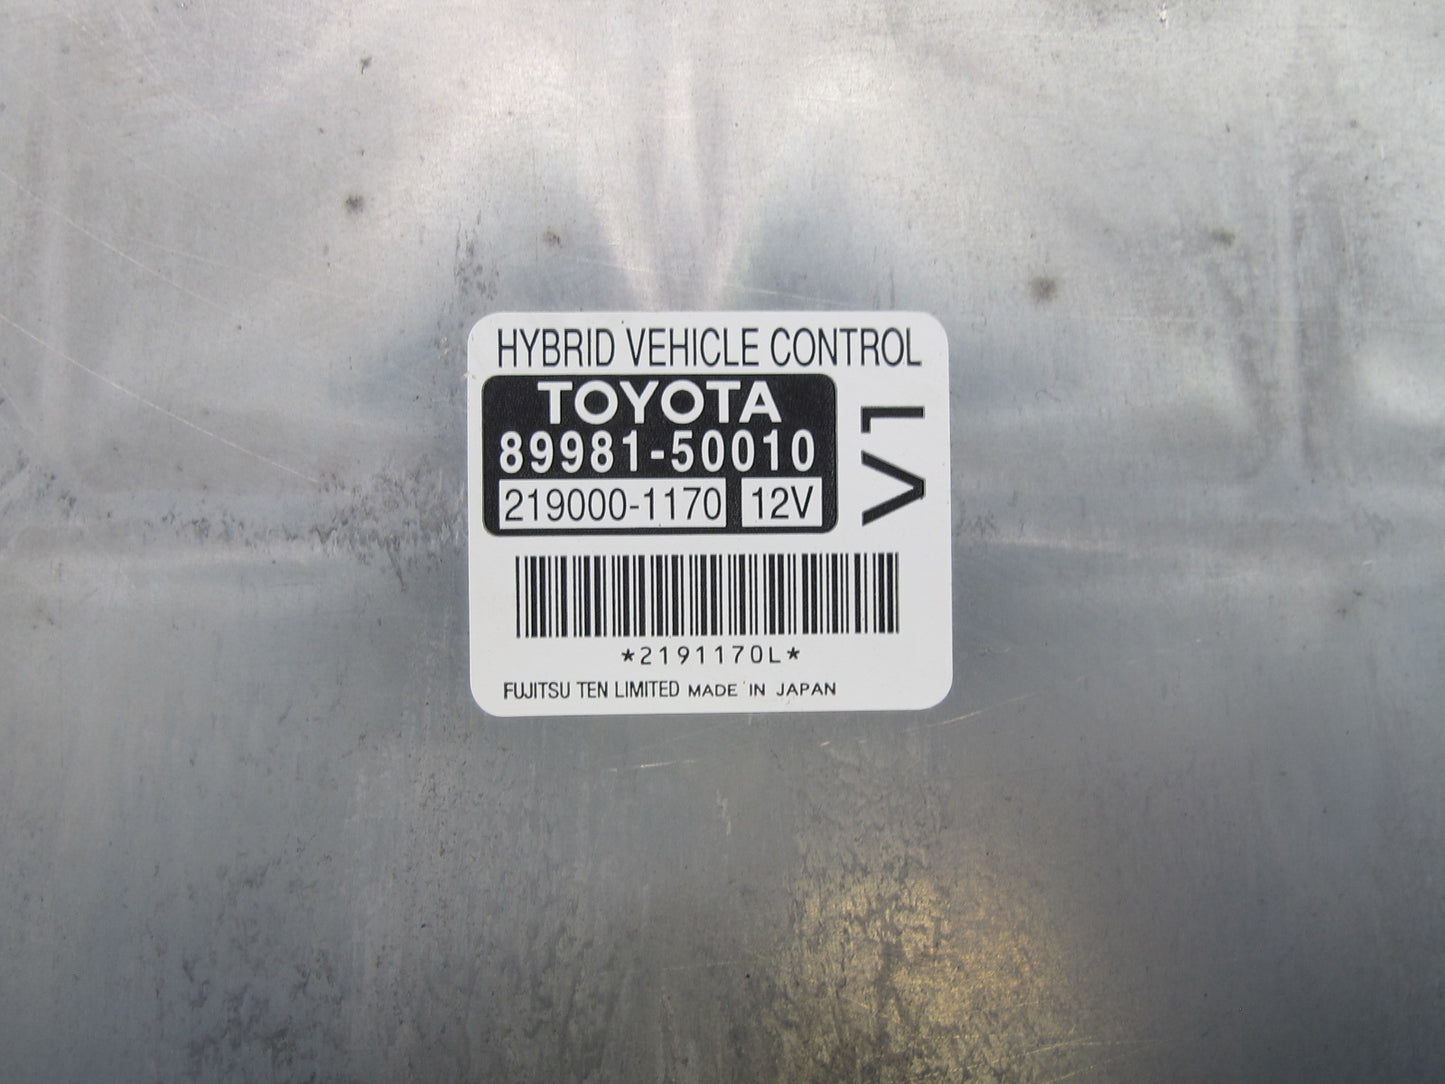 HYBRID VEHICLE CONTROL
TOYOTA
89981-50010
219000-1170 12V
V1
*2191170L*
FUJITSU TEN LIMITED MADE IN JAPAN